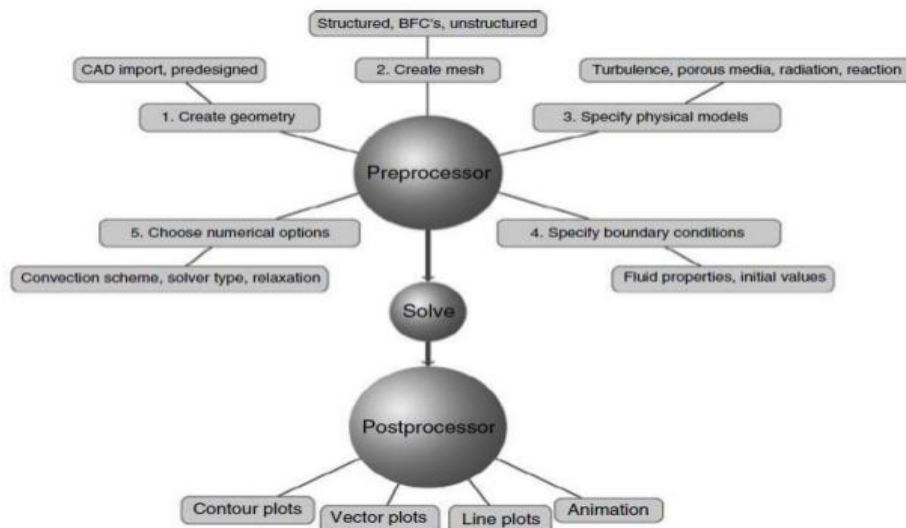 Structured, BFC's, unstructured
CAD import, predesigned
2. Create mesh
Turbulence, porous media, radiation, reaction
1. Create geometry
3. Specify physical models
Preprocessor
5. Choose numerical options
4. Specify boundary conditions
Convection scheme, solver type, relaxation
Fluid properties, initial values
Solve
Postprocessor
Contour plots
Vector plots
Line plots
Animation